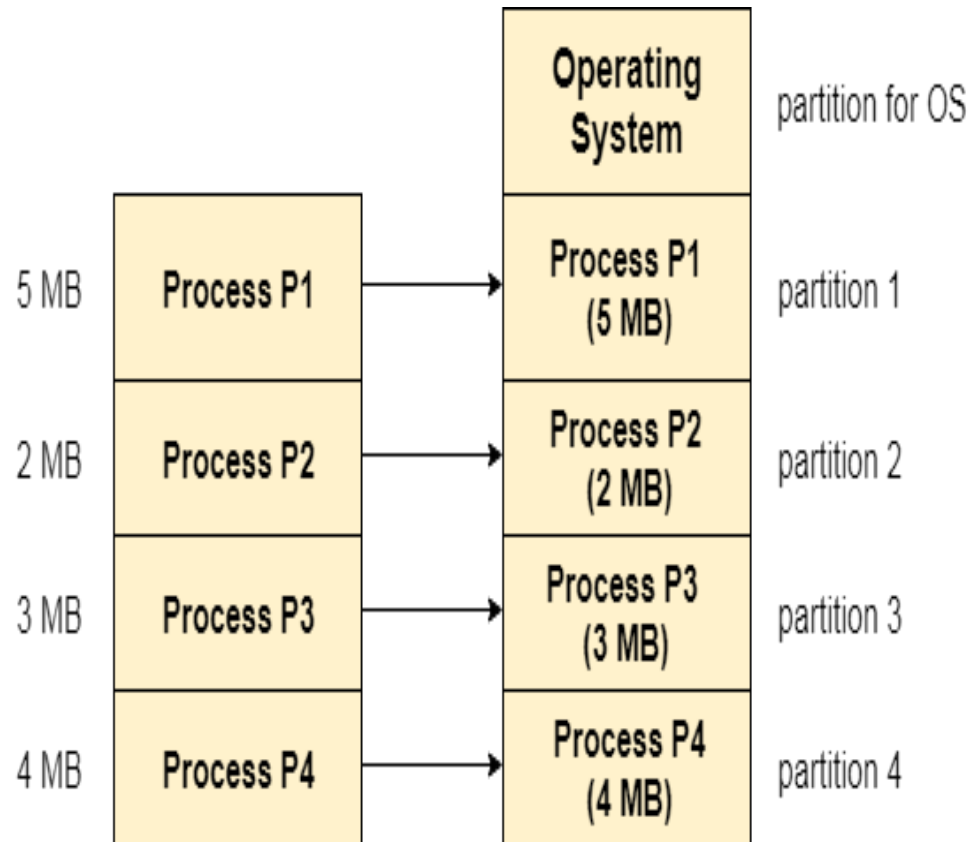 Operating
System
partition for OS
5 MB
Process P1
Process P1
(5 MB)
partition 1
2 MB
Process P2
Process P2
(2 MB)
partition 2
3 MB
Process P3
Process P3
(3 MB)
partition 3
4 MB
Process P4
Process P4
(4 MB)
partition 4